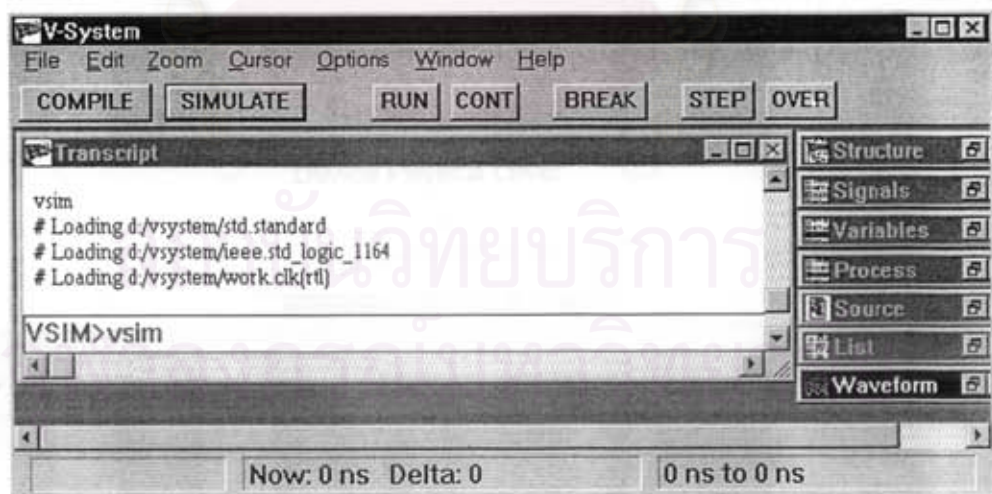 V-System
File Edit Zoom Cursor Options Window Help
COMPILE SIMULATE RUN CONT BREAK STEP OVER
Transcript
vsim
# Loading d:/vsystem/std.standard
# Loading d:/vsystem/ieee.std_logic_1164
# Loading d:/vsystem/work.clk(rtl)
VSIM>vsim
Structure
Signals
Variables
Process
Source
List
Waveform
Now: 0 ns Delta: 0
0 ns to 0 ns